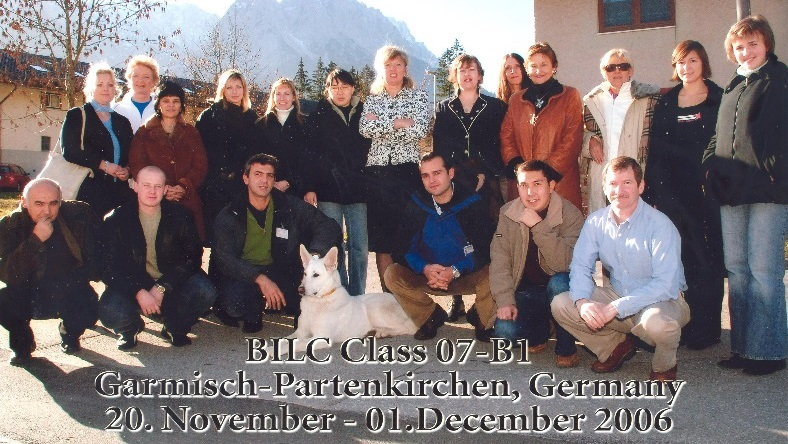 BILC Class 07-B1
Garmisch-Partenkirchen, Germany
20. November - 01.December 2006